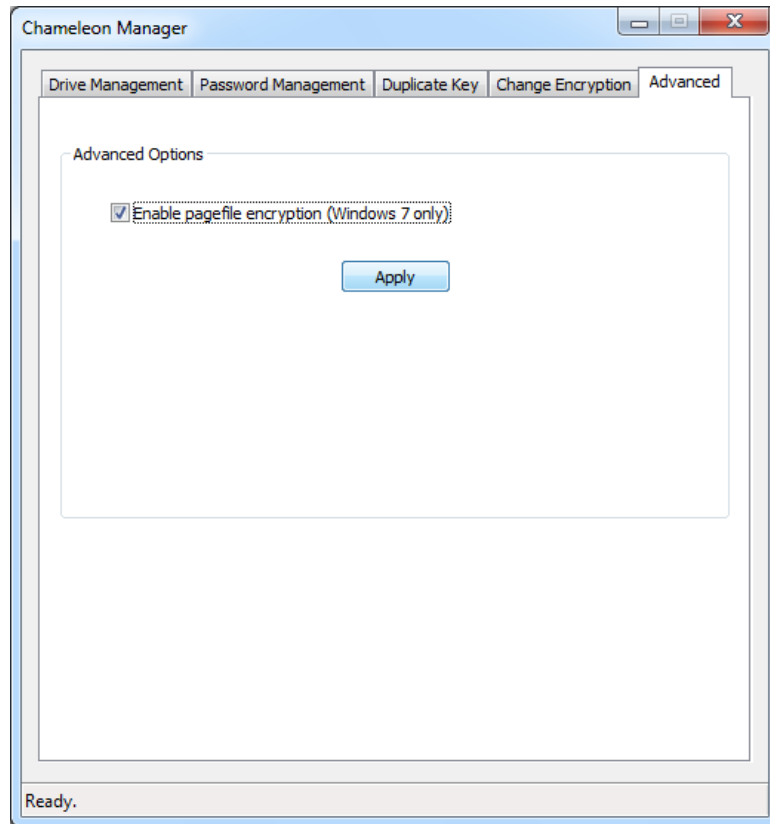 Chameleon Manager
Drive Management Password Management Duplicate Key Change Encryption Advanced
Advanced Options
Enable pagefile encryption (Windows 7 only)
Apply
Ready.